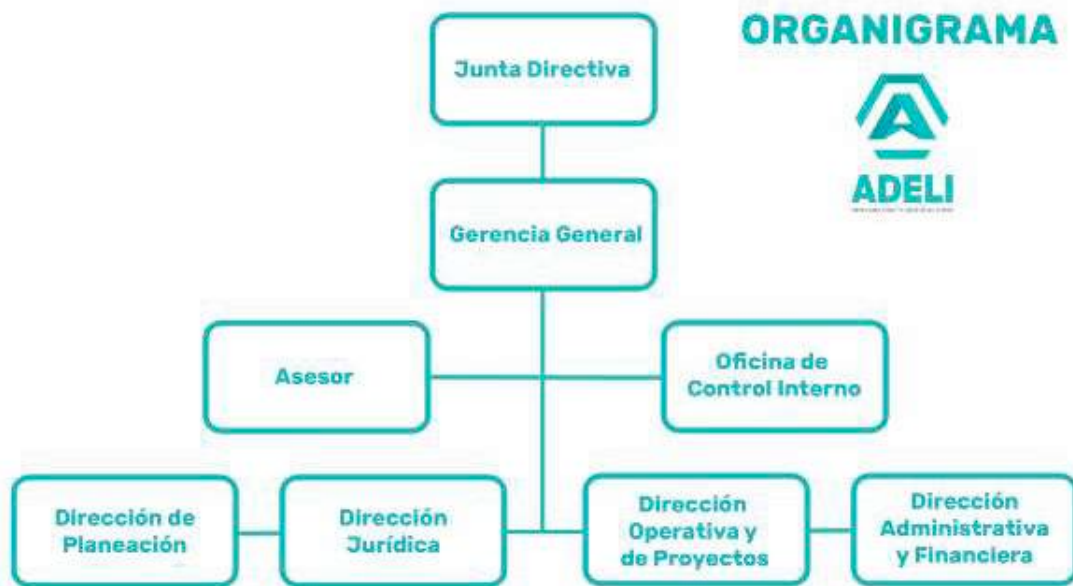 ORGANIGRAMA
ADELI
Junta Directiva
Gerencia General
Asesor
Oficina de
Control Interno
Dirección de
Planeación
Dirección
Jurídica
Dirección
Operativa y
de Proyectos
Dirección
Administrativa
y Financiera